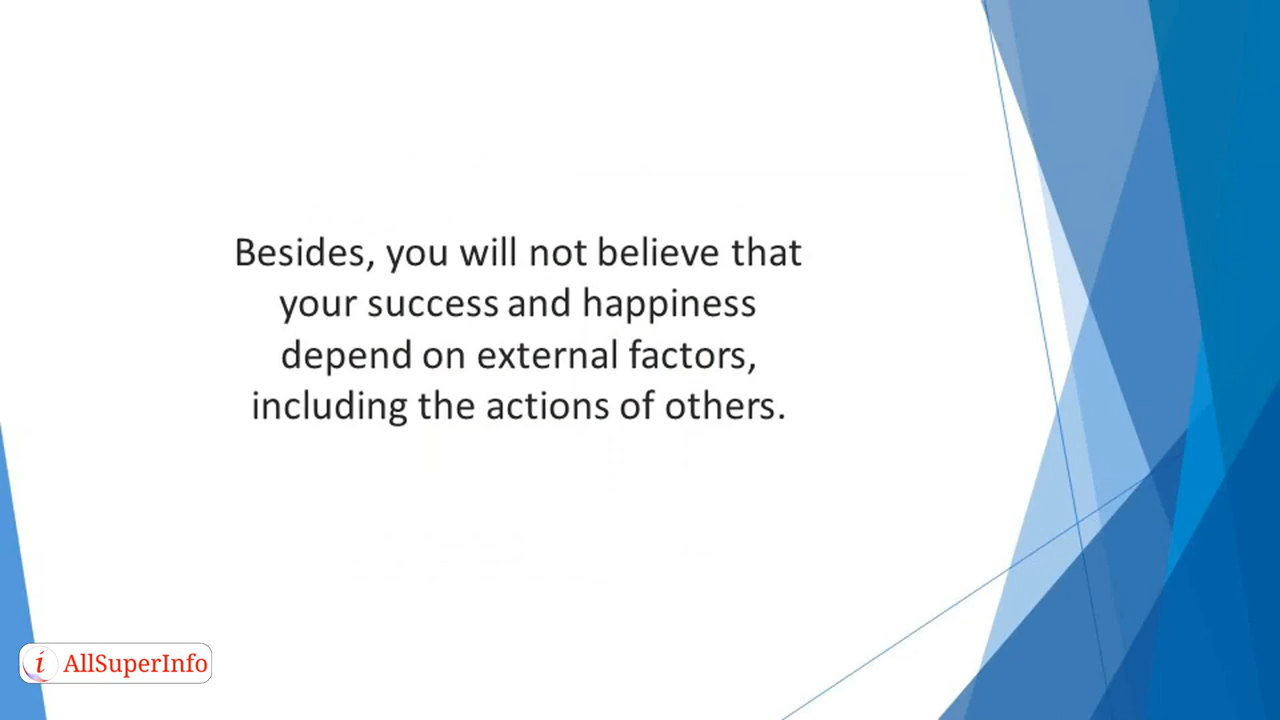 Besides, you will not believe that
your success and happiness
depend on external factors,
including the actions of others.
i AllSuperInfo